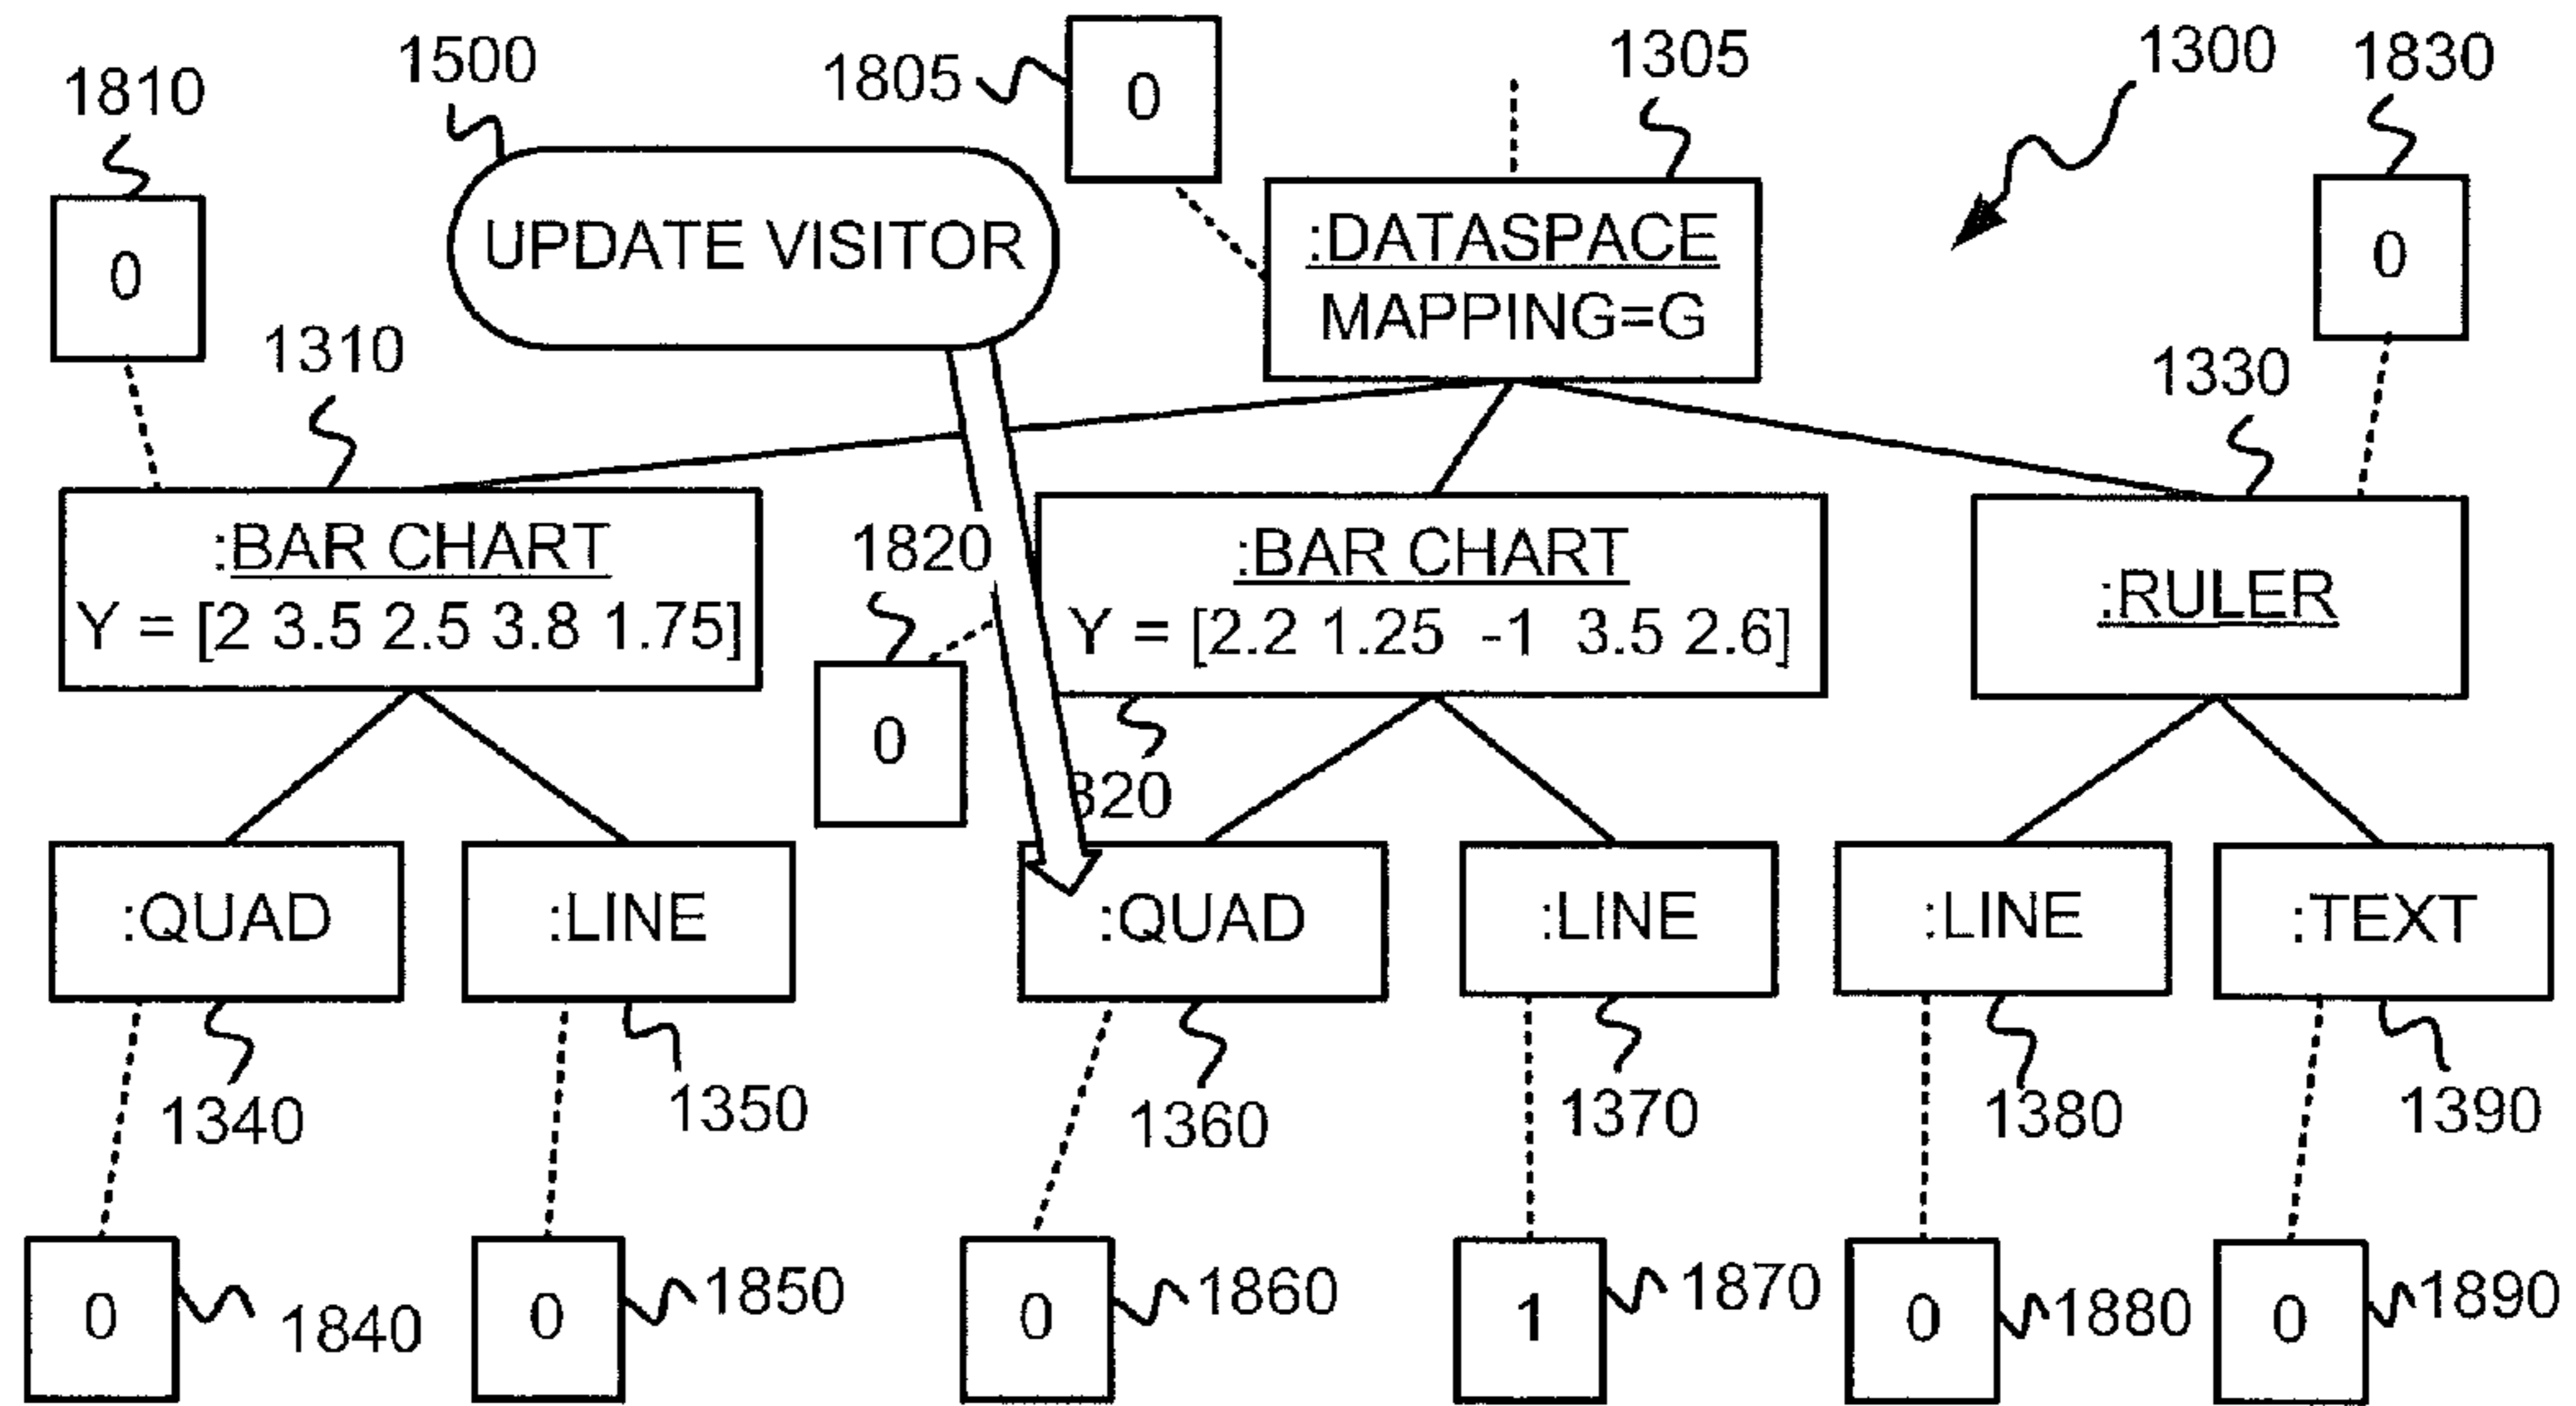 1810
1500
1805
0
1305
1300
1830
0
UPDATE VISITOR
:DATASPACE
MAPPING=G
0
1310
1330
:BAR CHART
Y = [2 3.5 2.5 3.8 1.75]
1820
:BAR CHART
Y = [2.2 1.25 -1 3.5 2.6]
:RULER
0
320
:QUAD
:LINE
:QUAD
:LINE
:LINE
:TEXT
1340
1350
1360
1370
1380
1390
0
1840
0
1850
0
1860
1
1870
0
1880
0
1890